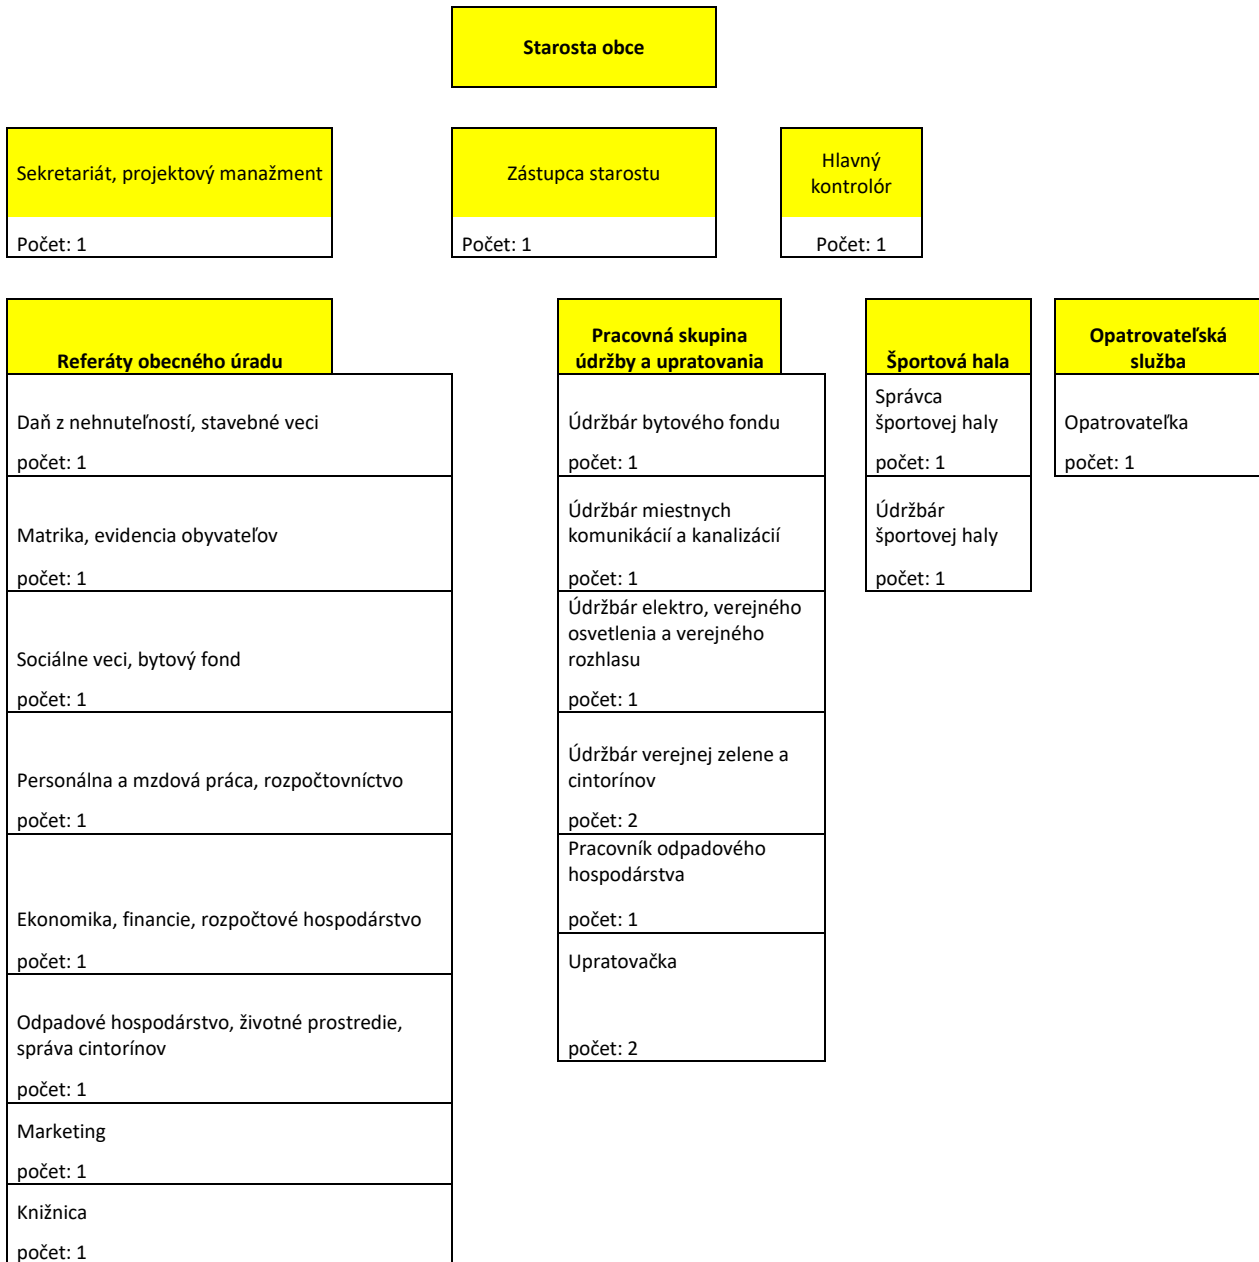 Starosta obce
Sekretariát, projektový manažment
Počet: 1
Zástupca starostu
Počet: 1
Hlavný
kontrolór
Počet: 1
Referáty obecného úradu
Daň z nehnuteľností, stavebné veci
počet: 1
Matrika, evidencia obyvateľov
počet: 1
Sociálne veci, bytový fond
počet: 1
Personálna a mzdová práca, rozpočtovníctvo
počet: 1
Ekonomika, financie, rozpočtové hospodárstvo
počet: 1
Odpadové hospodárstvo, životné prostredie,
správa cintorínov
počet: 1
Marketing
počet: 1
Knižnica
počet: 1
Pracovná skupina
údržby a upratovania
Údržbár bytového fondu
počet: 1
Údržbár miestnych
komunikácií a kanalizácií
počet: 1
Údržbár elektro, verejného
osvetlenia a verejného
rozhlasu
počet: 1
Údržbár verejnej zelene a
cintorínov
počet: 2
Pracovník odpadového
hospodárstva
počet: 1
Upratovačka
počet: 2
Športová hala
Správca
športovej haly
počet: 1
Údržbár
športovej haly
počet: 1
Opatrovateľská
služba
Opatrovateľka
počet: 1